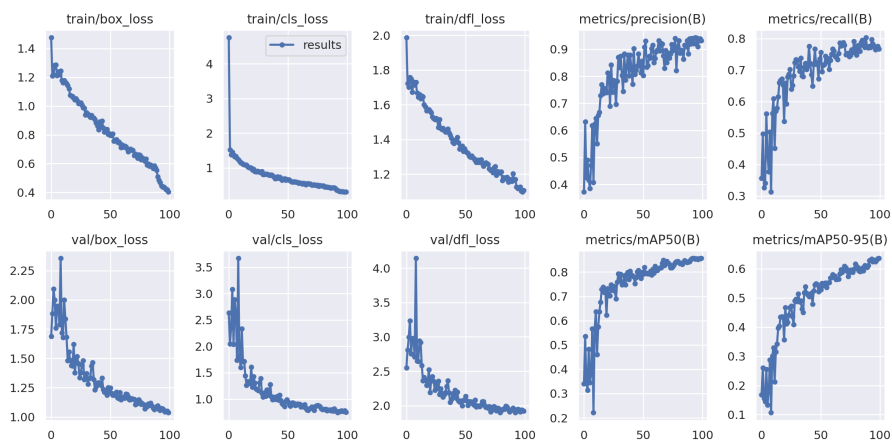 train/box_loss train/cls_loss train/dfl_loss metrics/precision(B) metrics/recall(B)
1.4 1.2 1.0 0.8 0.6 0.4
4 3 2 1
results
2.0 1.8 1.6 1.4 1.2
0.9 0.8 0.7 0.6 0.5 0.4
0.8 0.7 0.6 0.5 0.4 0.3
0 50 100 0 50 100 0 50 100 0 50 100 0 50 100
val/box_loss val/cls_loss val/dfl_loss metrics/mAP50(B) metrics/mAP50-95(B)
2.25 2.00 1.75 1.50 1.25 1.00
3.5 3.0 2.5 2.0 1.5 1.0
4.0 3.5 3.0 2.5 2.0
0.8 0.7 0.6 0.5 0.4 0.3 0.2
0.6 0.5 0.4 0.3 0.2 0.1
0 50 100 0 50 100 0 50 100 0 50 100 0 50 100